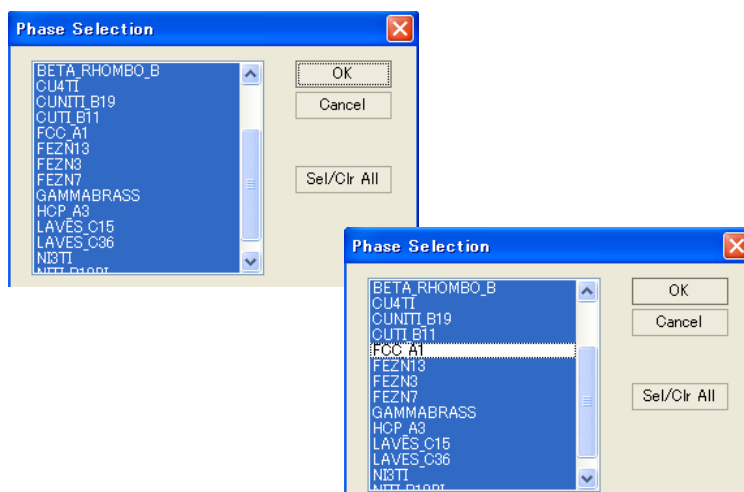 Phase Selection
BETA_RHOMBO_B
CU4TI
CUNITI_B19
CUTI_B11
FCC_A1
FEZN13
FEZN3
FEZN7
GAMMABRASS
HCP_A3
LAVES_C15
LAVES_C36
NI3TI
OK
Cancel
Sel/Clr All
Phase Selection
BETA_RHOMBO_B
CU4TI
CUNITI_B19
CUTI_B11
FCC_A1
FEZN13
FEZN3
FEZN7
GAMMABRASS
HCP_A3
LAVES_C15
LAVES_C36
NI3TI
OK
Cancel
Sel/Clr All